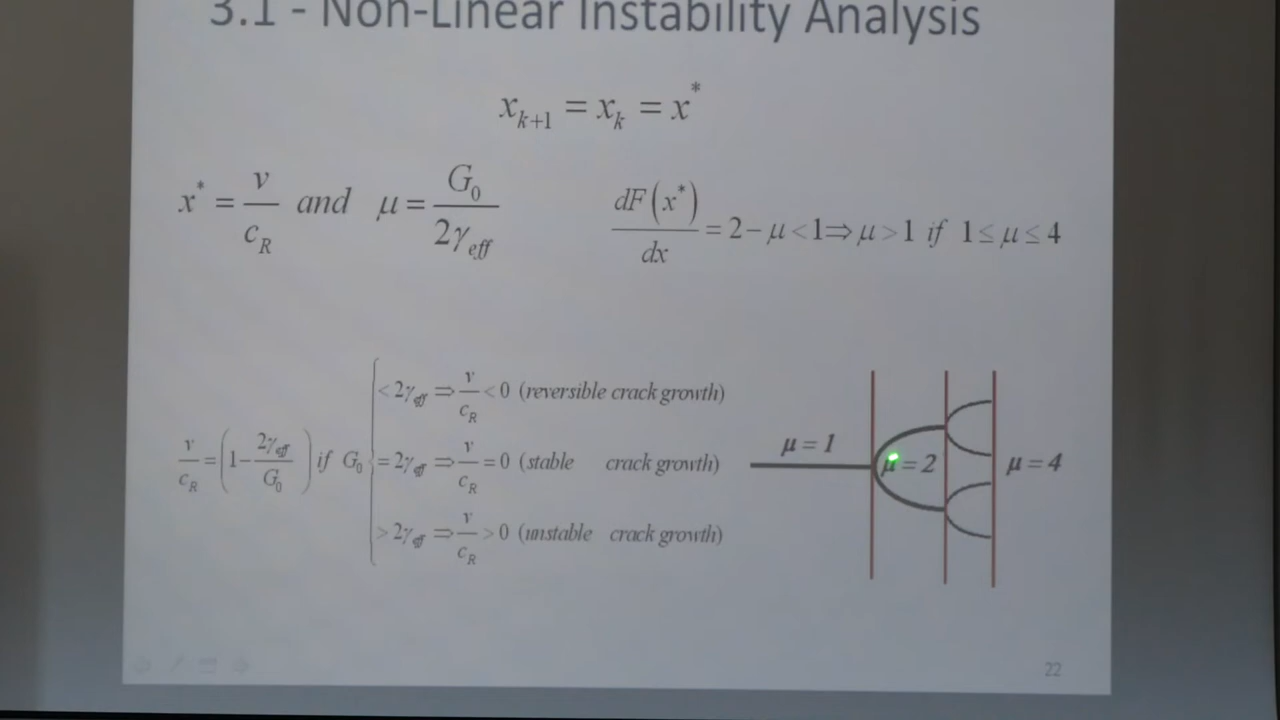 3.1 - Non-Linear Instability Analysis
x_{k+1} = x_k = x^*
x^* = v/c_R and μ = G_0/2γ_eff
dF(x^*)/dx = 2 − μ < 1 ⇒ μ > 1 if 1 ≤ μ ≤ 4
v/c_R = (1 − 2γ_eff/G_0) if G_0
< 2γ_eff ⇒ v/c_R < 0 (reversible crack growth)
= 2γ_eff ⇒ v/c_R = 0 (stable crack growth)
> 2γ_eff ⇒ v/c_R > 0 (unstable crack growth)
μ = 1
μ = 2
μ = 4
22